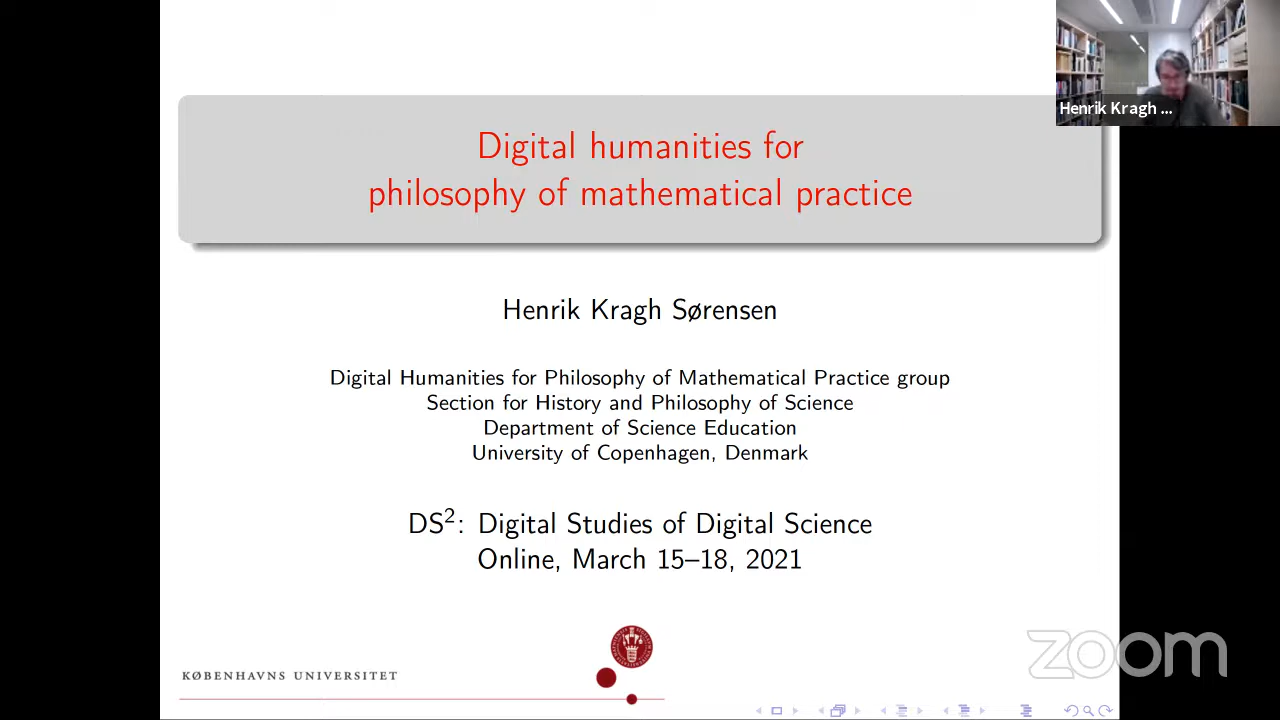 Henrik Kragh ...
Digital humanities for
philosophy of mathematical practice
Henrik Kragh Sørensen
Digital Humanities for Philosophy of Mathematical Practice group
Section for History and Philosophy of Science
Department of Science Education
University of Copenhagen, Denmark
DS²: Digital Studies of Digital Science
Online, March 15–18, 2021
KØBENHAVNS UNIVERSITET
zoom